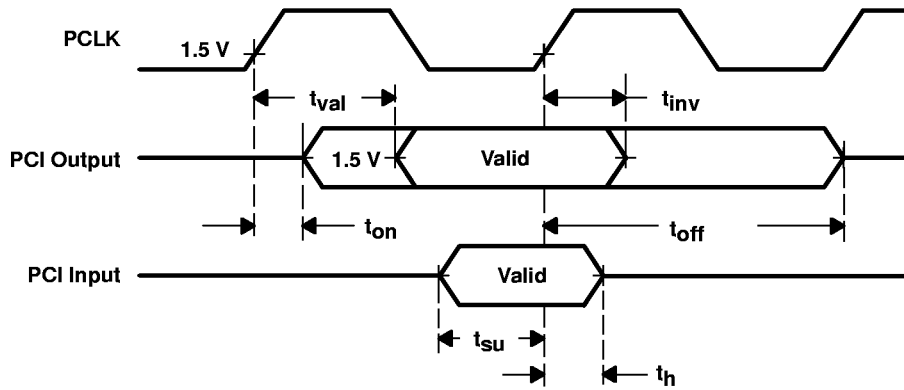 PCLK
1.5 V
tval
tinv
PCI Output
1.5 V
Valid
ton
toff
PCI Input
Valid
tsu
th